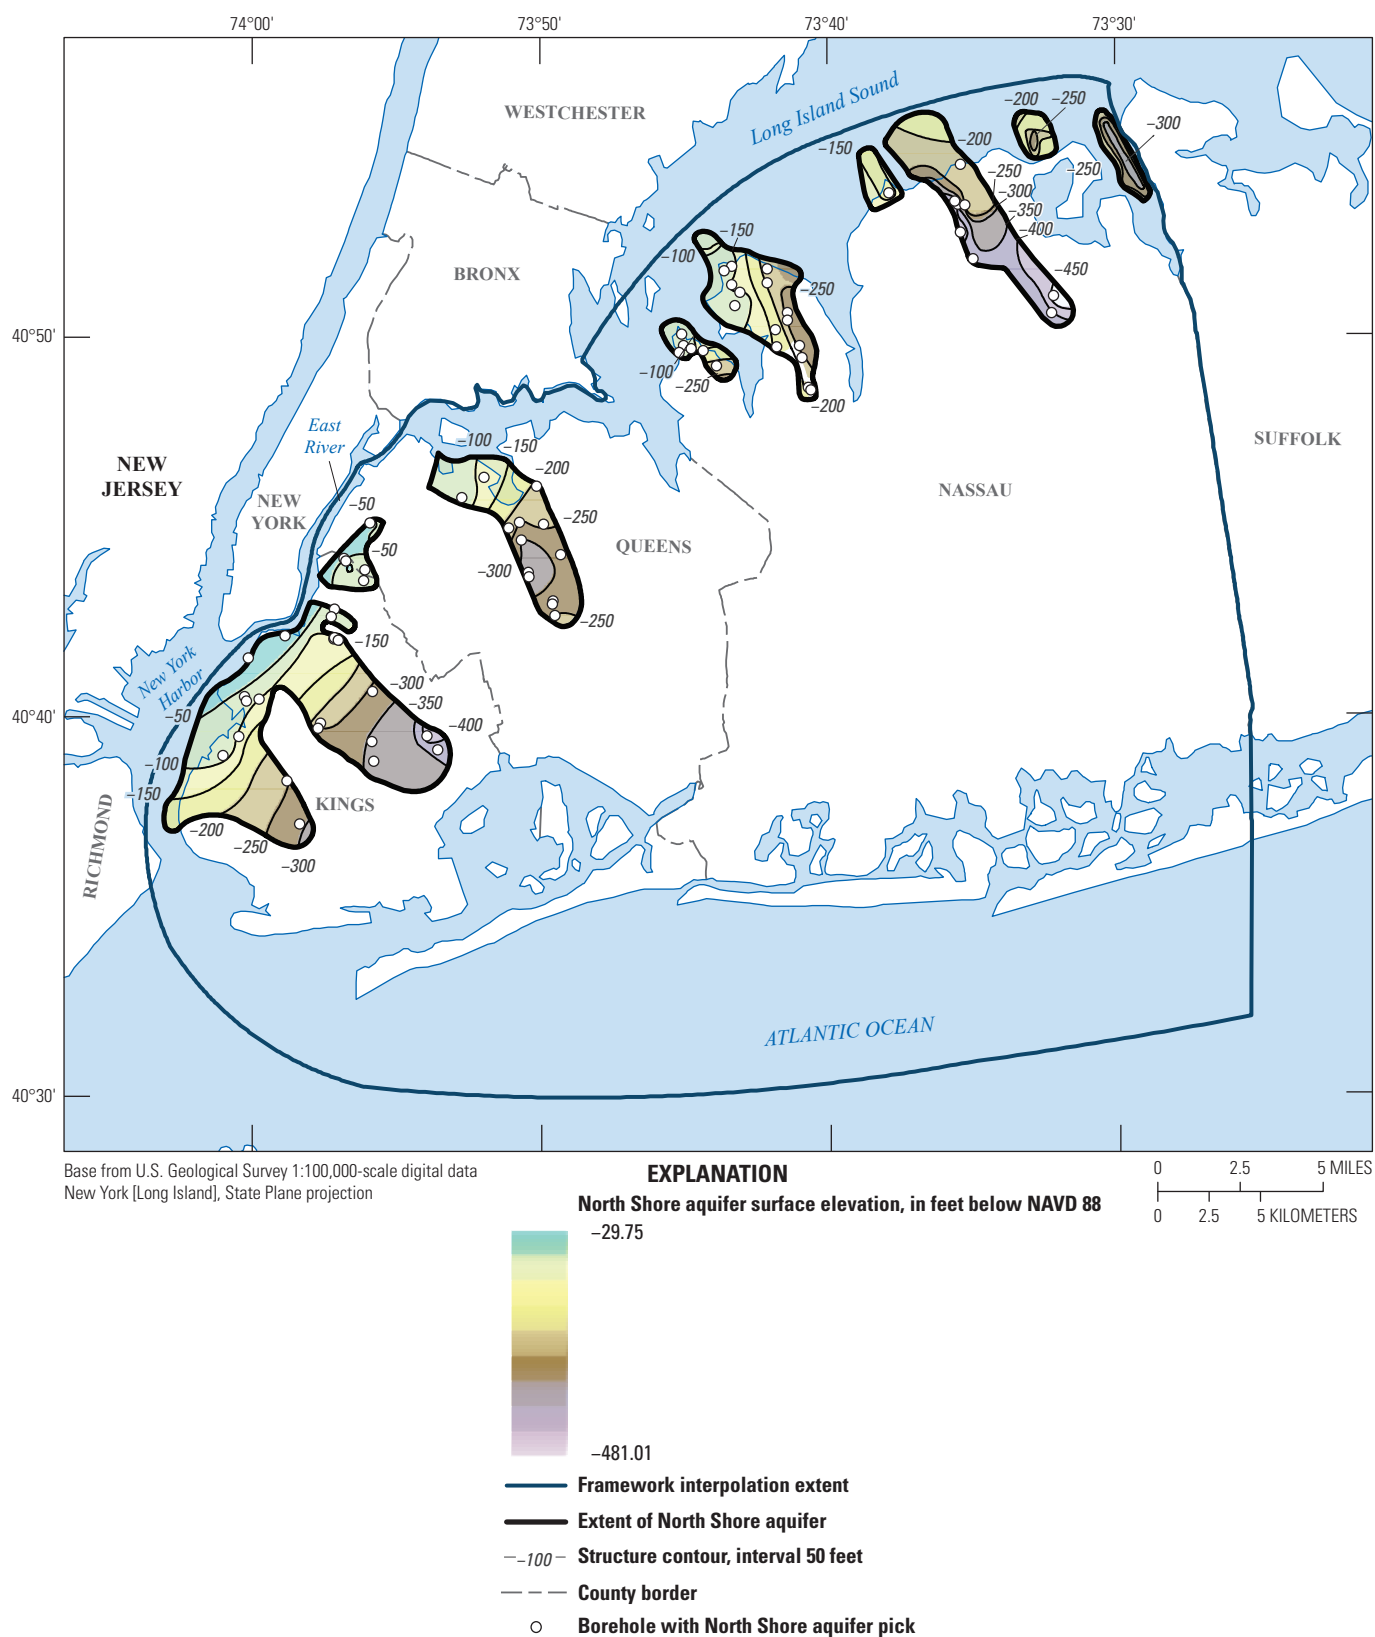 74°00'
73°50'
73°40'
73°30'
WESTCHESTER
Long Island Sound
−200
−250
−300
−150
−200
−250
−250
−300
−350
−400
−450
−150
−100
−250
BRONX
40°50'
−100
−250
−200
East
River
SUFFOLK
NEW
JERSEY
NEW
YORK
−100
−150
−200
−250
NASSAU
−50
−50
QUEENS
−300
−250
New York
Harbor
−150
−300
−350
−400
40°40'
−50
−100
−150
KINGS
−200
−250
−300
RICHMOND
ATLANTIC OCEAN
40°30'
Base from U.S. Geological Survey 1:100,000-scale digital data
New York [Long Island], State Plane projection
0 2.5 5 MILES
0 2.5 5 KILOMETERS
EXPLANATION
North Shore aquifer surface elevation, in feet below NAVD 88
−29.75
−481.01
Framework interpolation extent
Extent of North Shore aquifer
−100 Structure contour, interval 50 feet
County border
Borehole with North Shore aquifer pick